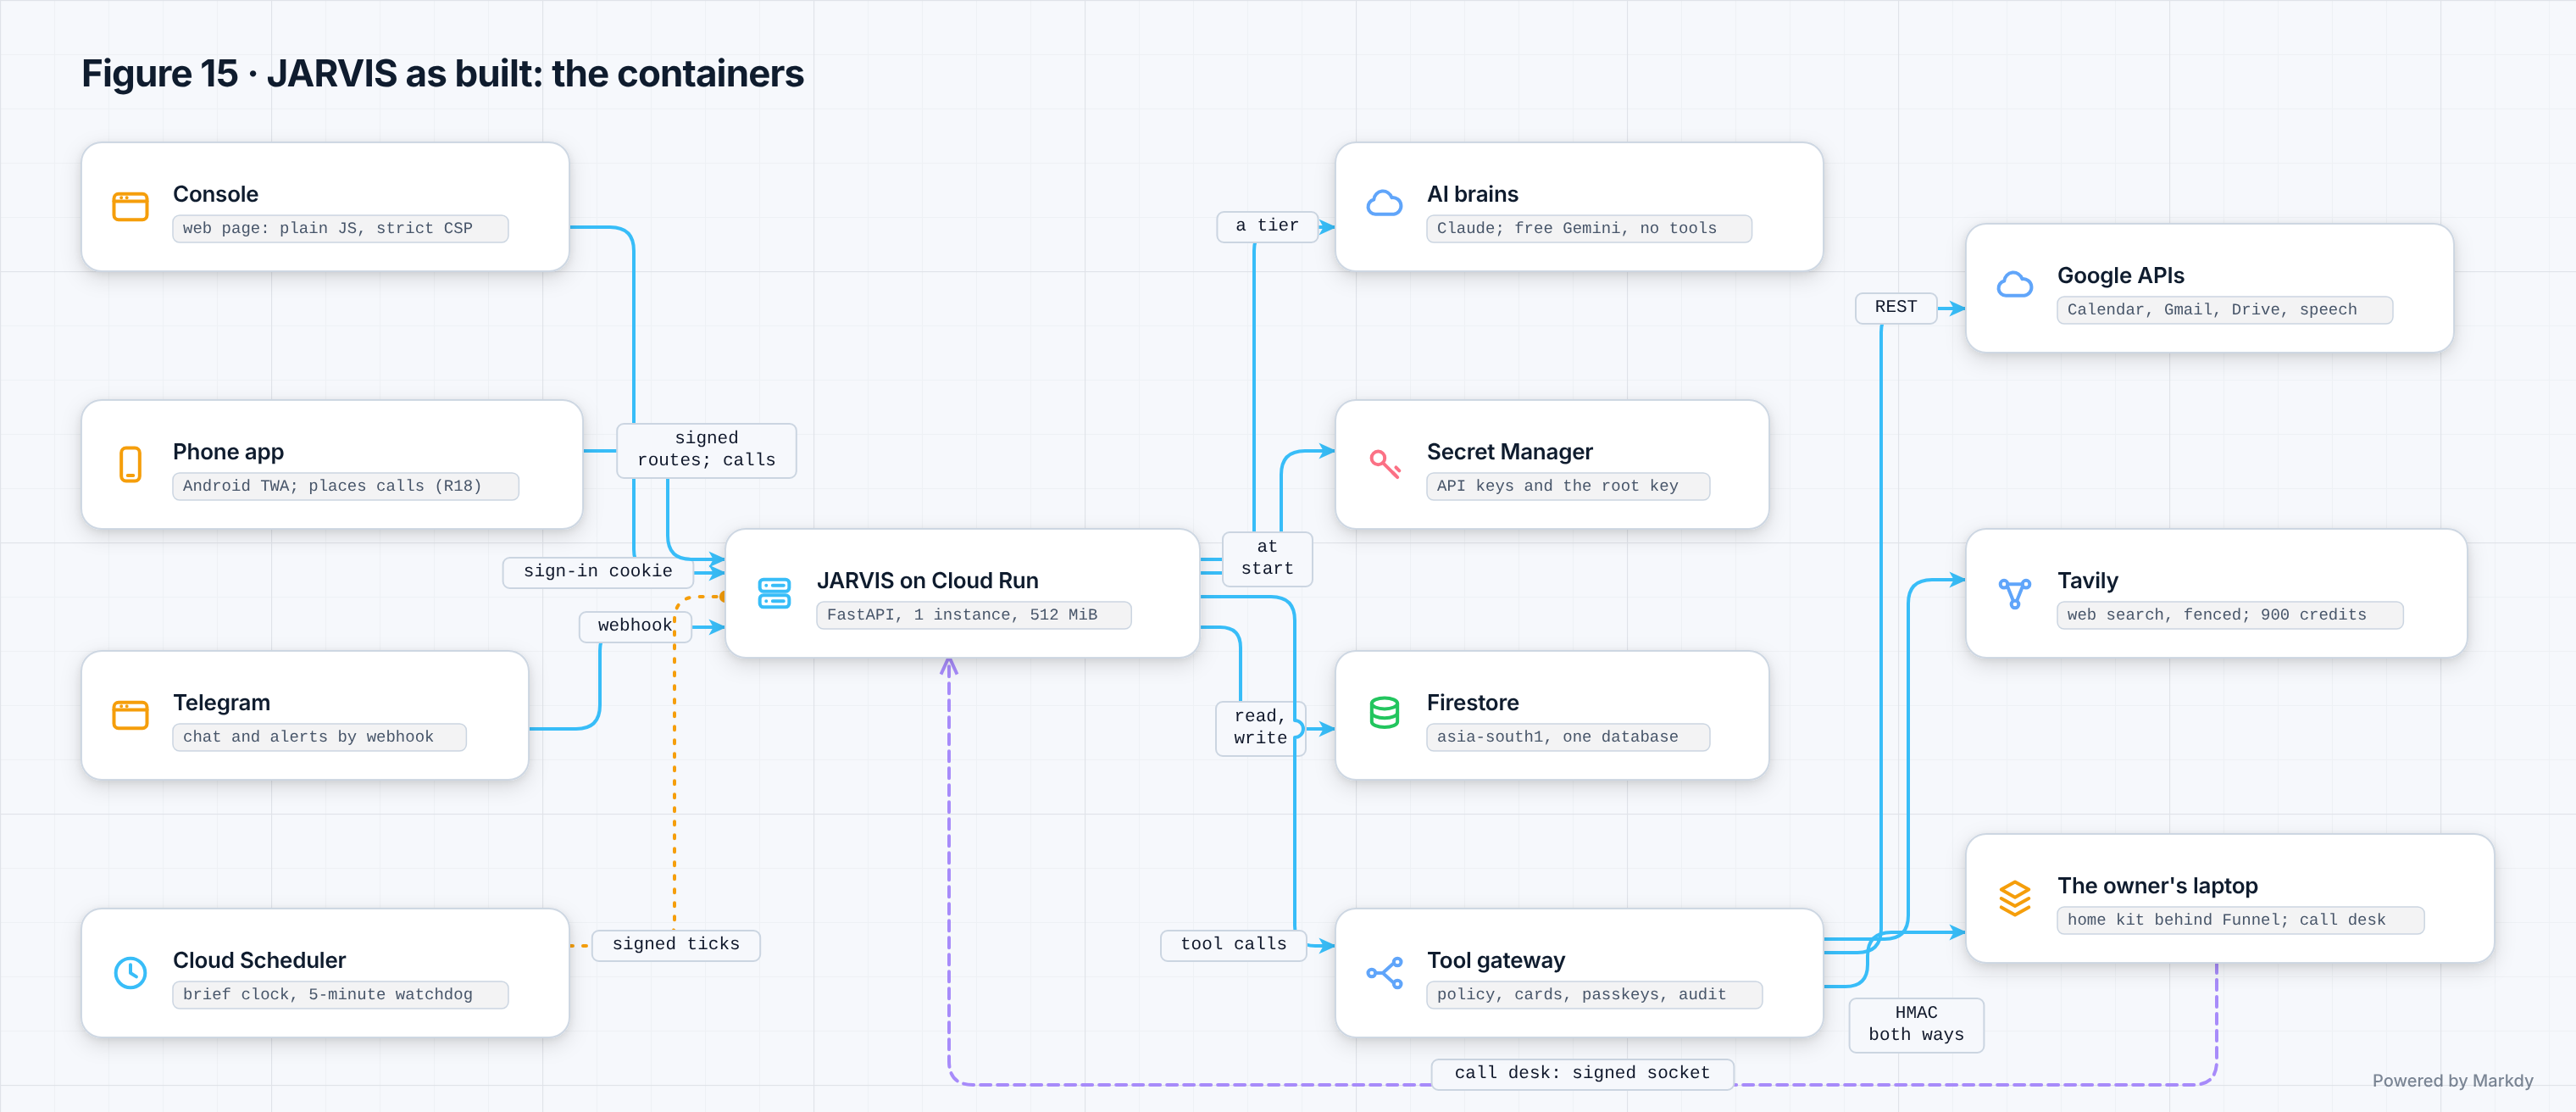 Figure 15 · JARVIS as built: the containers
Console
web page: plain JS, strict CSP
AI brains
Claude; free Gemini, no tools
a tier
Google APIs
Calendar, Gmail, Drive, speech
REST
Phone app
Android TWA; places calls (R18)
signed
routes; calls
Secret Manager
API keys and the root key
at
start
sign-in cookie
JARVIS on Cloud Run
FastAPI, 1 instance, 512 MiB
webhook
Tavily
web search, fenced; 900 credits
Telegram
chat and alerts by webhook
read,
write
Firestore
asia-south1, one database
The owner's laptop
home kit behind Funnel; call desk
Cloud Scheduler
brief clock, 5-minute watchdog
signed ticks
tool calls
Tool gateway
policy, cards, passkeys, audit
HMAC
both ways
call desk: signed socket
Powered by Markdy